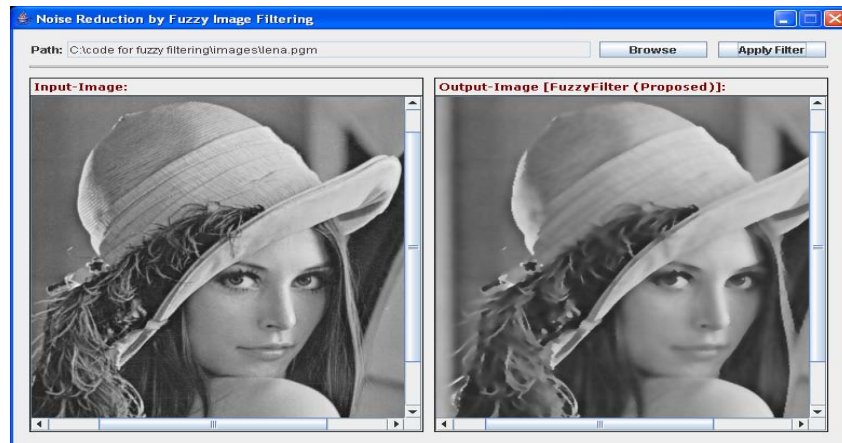 Noise Reduction by Fuzzy Image Filtering
Path: C:\code for fuzzy filtering\images\lena.pgm Browse Apply Filter
Input-Image: Output-Image [FuzzyFilter (Proposed)]: